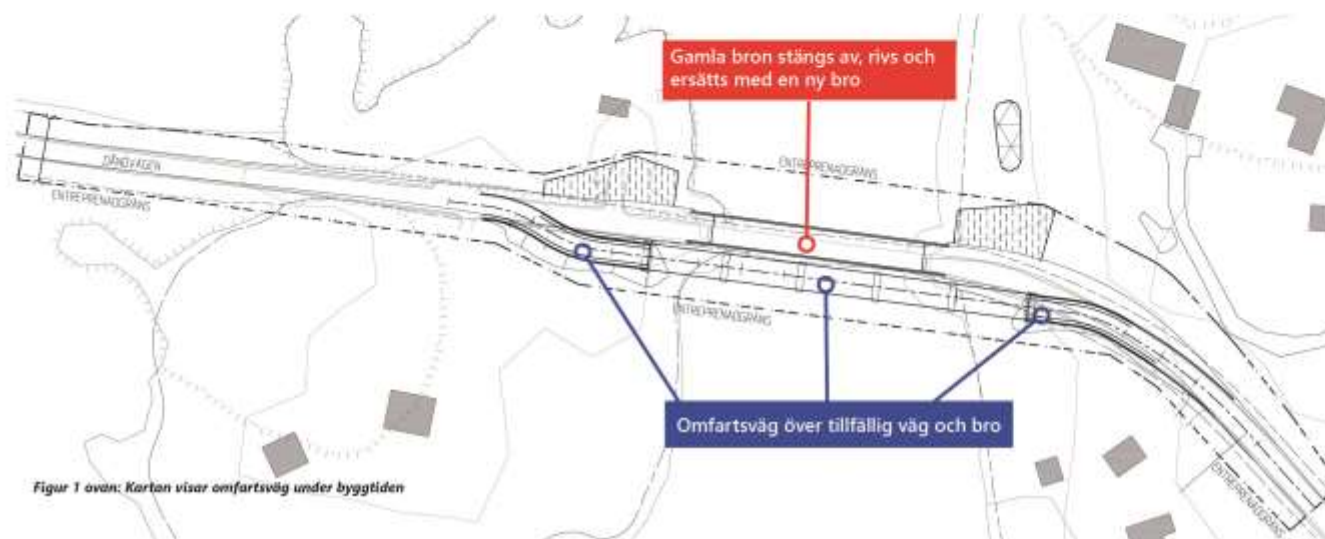 Gamla bron stängs av, rivs och
ersätts med en ny bro
ENTREPRENADGRÄNS
DÅNÖVÄGEN
ENTREPRENADGRÄNS
ENTREPRENADGRÄNS
Omfartsväg över tillfällig väg och bro
ENTREPRENADGRÄNS
Figur 1 ovan: Kartan visar omfartsväg under byggtiden